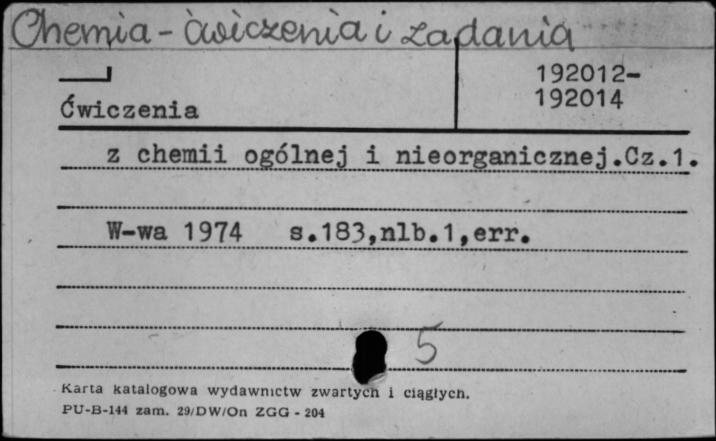 Chemia - ćwiczenia i zadania
192012-
192014
Ćwiczenia
z chemii ogólnej i nieorganicznej.Cz.1.
W-wa 1974 s.183,nlb.1,err.
5
Karta katalogowa wydawnictw zwartych i ciągłych.
PU-B-144 zam. 29/DW/On ZGG - 204